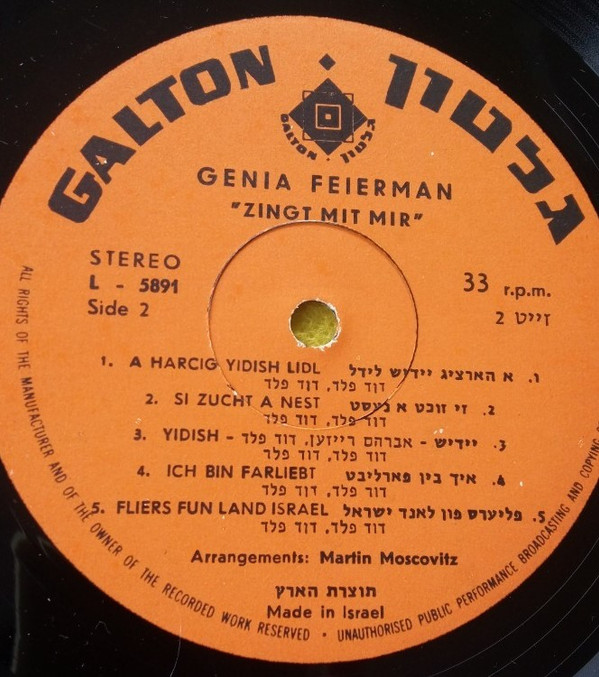 GALTON · גלטון
GALTON · גלטון
GENIA FEIERMAN
"ZINGT MIT MIR"
STEREO
L - 5891
Side 2
33 r.p.m.
זייט 2
1. A HARCIG YIDISH LIDL א הארציג יידיש לידל .1
דוד פלד, דוד פלד
2. SI ZUCHT A NEST זי זוכט א נעסט .2
דוד פלד, דוד פלד
3. YIDISH - יידיש - אברהם רייזען, דוד פלד .3
4. ICH BIN FARLIEBT איך בין פארליבט .4
דוד פלד, דוד פלד
5. FLIERS FUN LAND ISRAEL פליערס פון לאנד ישראל .5
דוד פלד, דוד פלד
Arrangements: Martin Moscovitz
תוצרת הארץ
Made in Israel
ALL RIGHTS OF THE MANUFACTURER AND OF THE OWNER OF THE RECORDED WORK RESERVED • UNAUTHORISED PUBLIC PERFORMANCE BROADCASTING AND COPYING